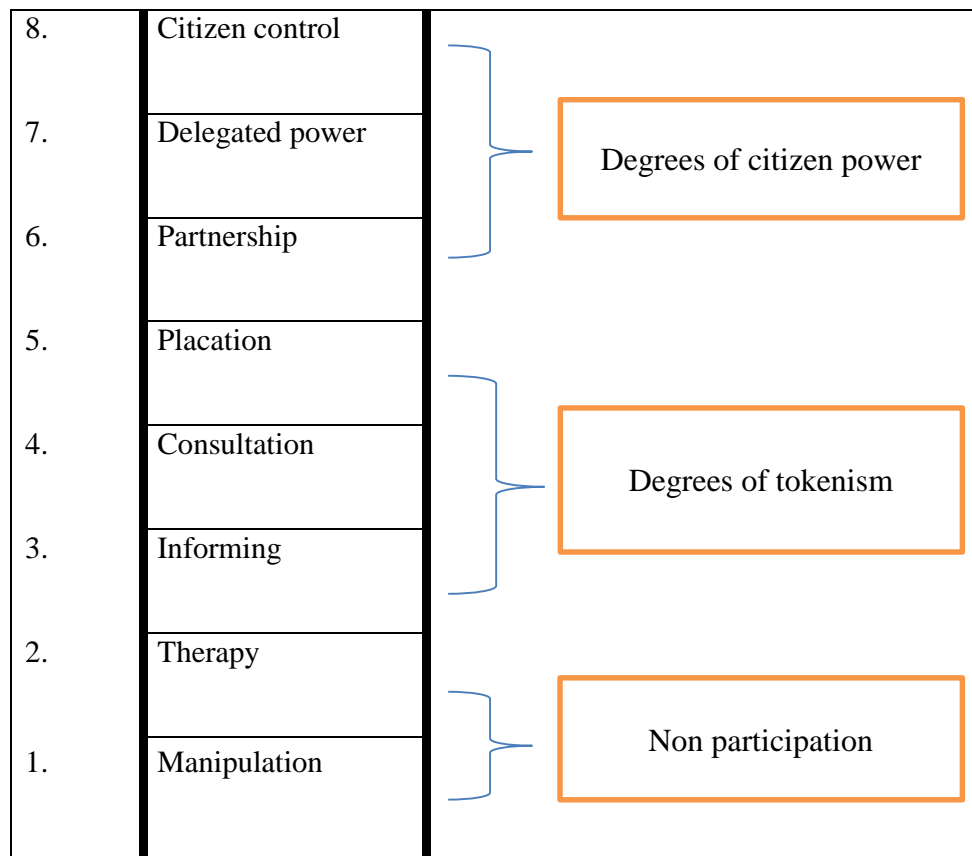 8. Citizen control
7. Delegated power
Degrees of citizen power
6. Partnership
5. Placation
4. Consultation
Degrees of tokenism
3. Informing
2. Therapy
Non participation
1. Manipulation